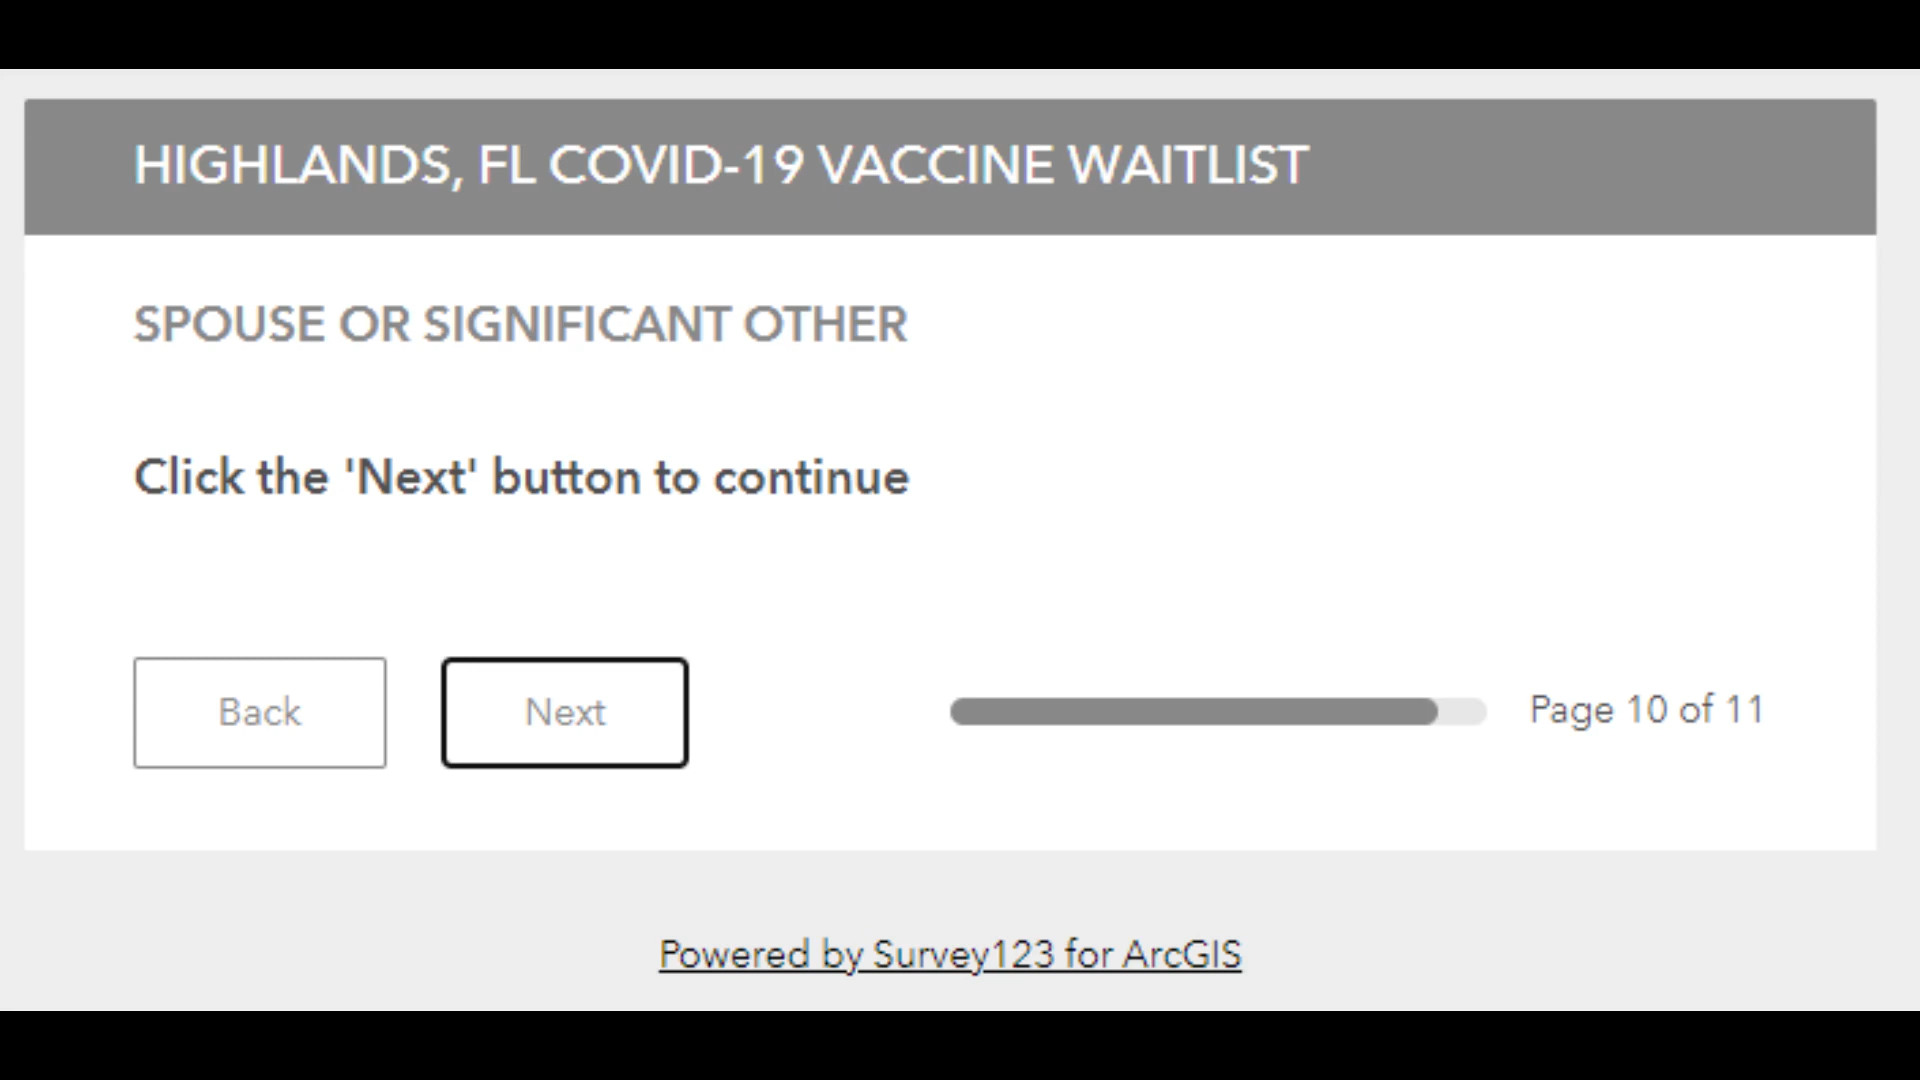 HIGHLANDS, FL COVID-19 VACCINE WAITLIST
SPOUSE OR SIGNIFICANT OTHER
Click the 'Next' button to continue
Back
Next
Page 10 of 11
Powered by Survey123 for ArcGIS